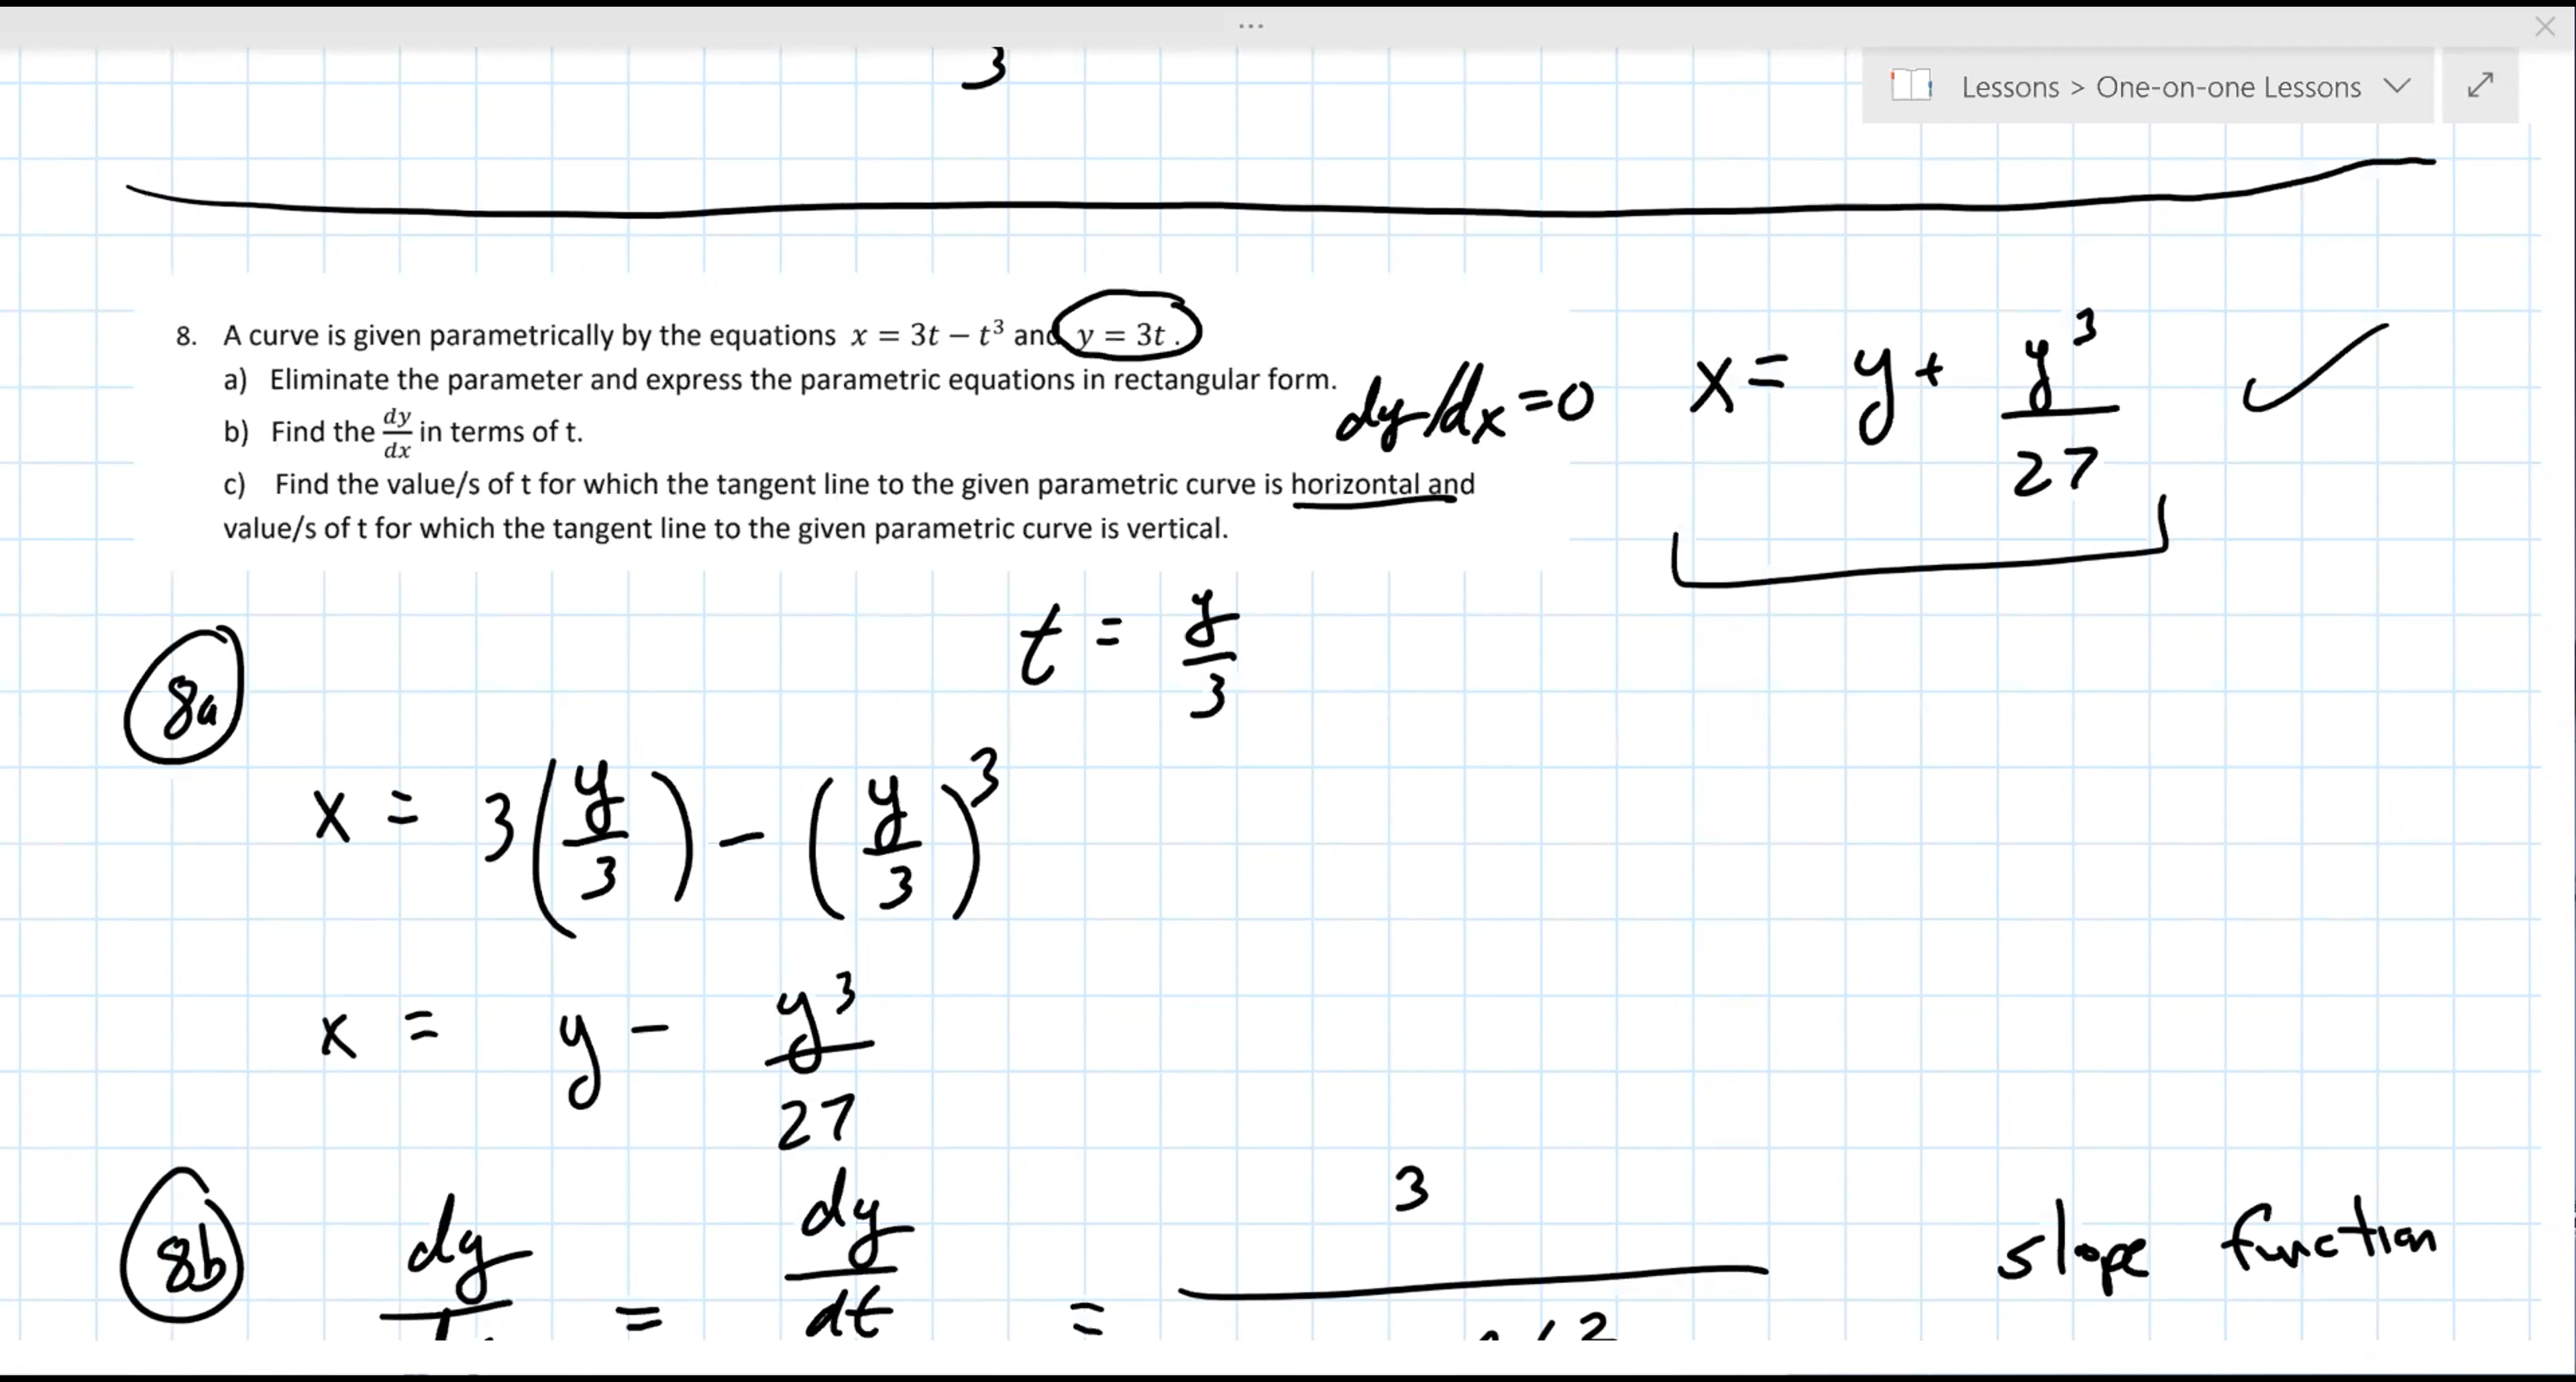 ...
3
Lessons > One-on-one Lessons
8. A curve is given parametrically by the equations x = 3t − t³ and y = 3t .
a) Eliminate the parameter and express the parametric equations in rectangular form.
b) Find the dy/dx in terms of t.
dy/dx = 0
c) Find the value/s of t for which the tangent line to the given parametric curve is horizontal and
value/s of t for which the tangent line to the given parametric curve is vertical.
x = y + y³/27
8a
t = y/3
x = 3(y/3) − (y/3)³
x = y − y³/27
8b
dy
= dy/dt = 3
slope function